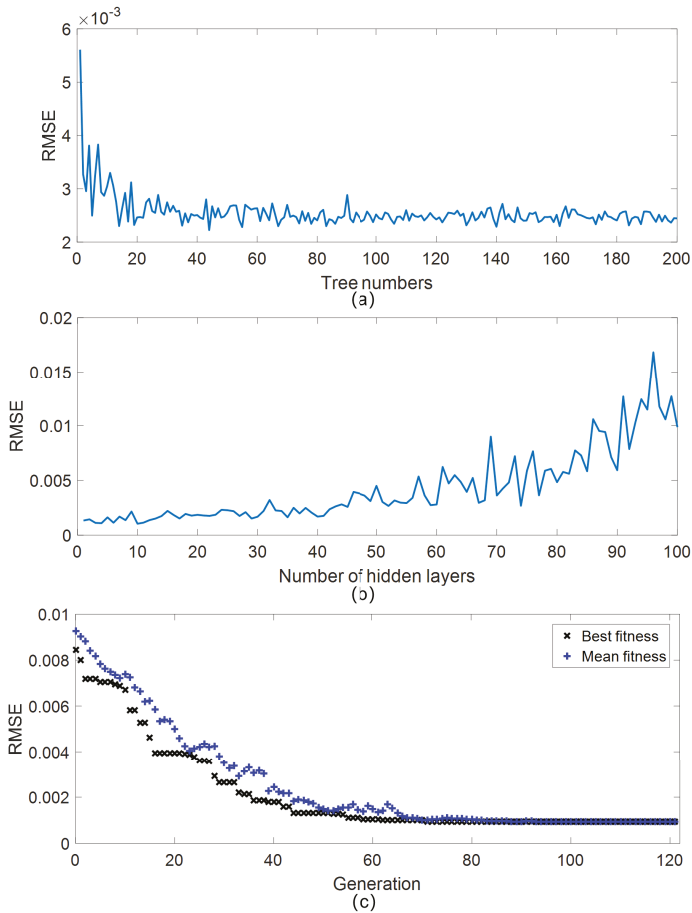 ×10⁻³
6
5
4
3
2
RMSE
0 20 40 60 80 100 120 140 160 180 200
Tree numbers
(a)
0.02
0.015
0.01
0.005
0
RMSE
0 10 20 30 40 50 60 70 80 90 100
Number of hidden layers
(b)
0.01
0.008
0.006
0.004
0.002
0
RMSE
Best fitness
Mean fitness
0 20 40 60 80 100 120
Generation
(c)